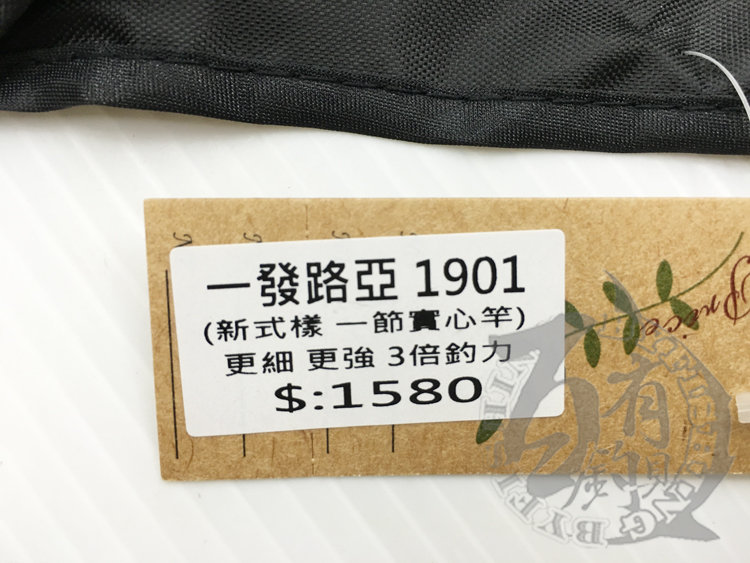 一發路亞 1901
(新式樣 一節實心竿)
更細 更強 3倍釣力
$:1580
Price